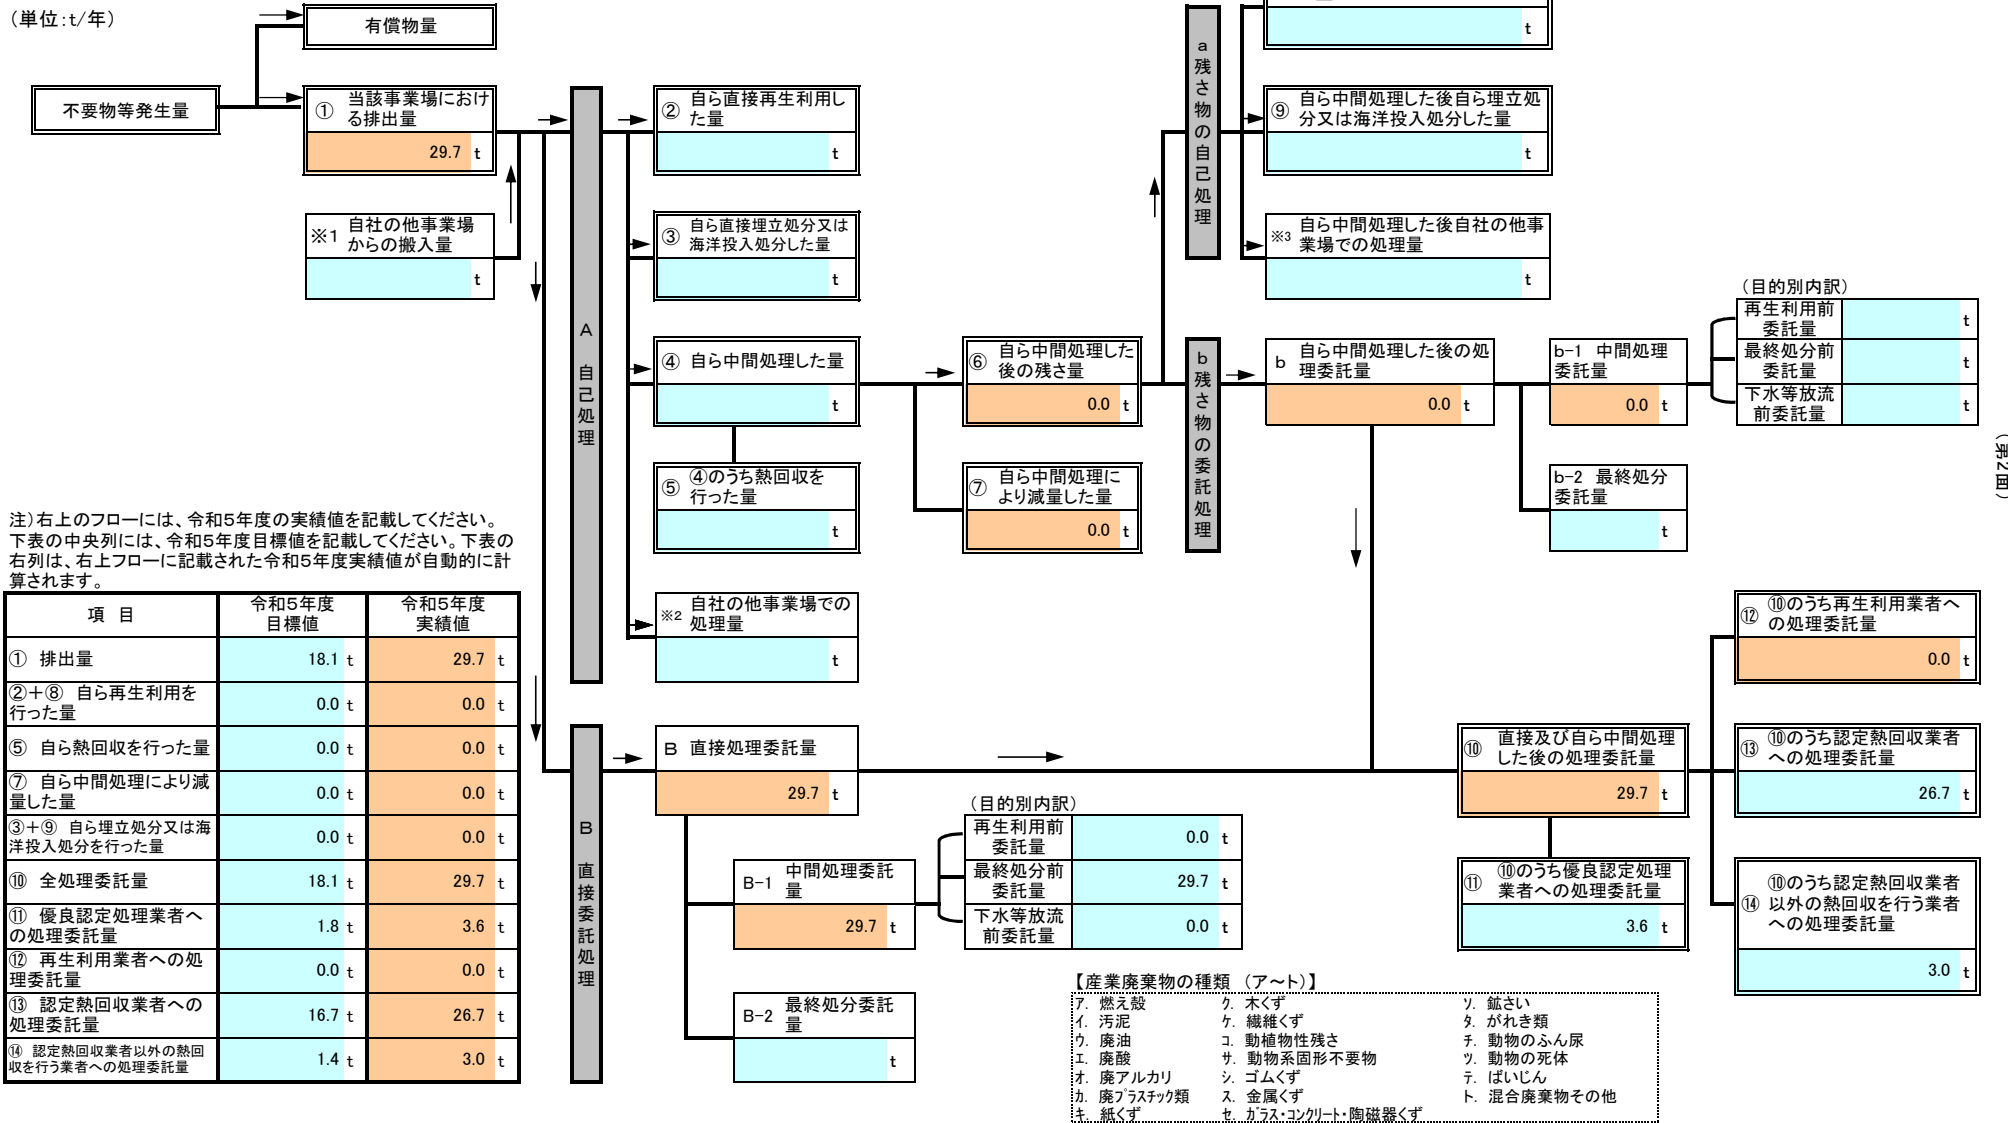 (単位:t/年)
有償物量
不要物等発生量
① 当該事業場におけ
る排出量
29.7 t
※1 自社の他事業場
からの搬入量
t
A 自己処理
② 自ら直接再生利用し
た量
t
③ 自ら直接埋立処分又は
海洋投入処分した量
t
④ 自ら中間処理した量
t
⑤ ④のうち熱回収を
行った量
t
※2 自社の他事業場での
処理量
t
⑥ 自ら中間処理した
後の残さ量
0.0 t
⑦ 自ら中間処理に
より減量した量
0.0 t
a 残さ物の自己処理
t
⑨ 自ら中間処理した後自ら埋立処
分又は海洋投入処分した量
t
※3 自ら中間処理した後自社の他事
業場での処理量
t
b 残さ物の委託処理
b 自ら中間処理した後の処
理委託量
0.0 t
b-1 中間処理
委託量
0.0 t
b-2 最終処分
委託量
t
(目的別内訳)
再生利用前
委託量
t
最終処分前
委託量
t
下水等放流
前委託量
t
(第2面)
注)右上のフローには、令和5年度の実績値を記載してください。
下表の中央列には、令和5年度目標値を記載してください。下表の
右列は、右上フローに記載された令和5年度実績値が自動的に計
算されます。
項 目 令和5年度 目標値 令和5年度 実績値
① 排出量 18.1 t 29.7 t
②+⑧ 自ら再生利用を
行った量 0.0 t 0.0 t
⑤ 自ら熱回収を行った量 0.0 t 0.0 t
⑦ 自ら中間処理により減
量した量 0.0 t 0.0 t
③+⑨ 自ら埋立処分又は海
洋投入処分を行った量 0.0 t 0.0 t
⑩ 全処理委託量 18.1 t 29.7 t
⑪ 優良認定処理業者へ
の処理委託量 1.8 t 3.6 t
⑫ 再生利用業者への処
理委託量 0.0 t 0.0 t
⑬ 認定熱回収業者への
処理委託量 16.7 t 26.7 t
⑭ 認定熱回収業者以外の熱回
収を行う業者への処理委託量 1.4 t 3.0 t
B 直接委託処理
B 直接処理委託量
29.7 t
B-1 中間処理委託
量
29.7 t
B-2 最終処分委託
量
t
(目的別内訳)
再生利用前
委託量
0.0 t
最終処分前
委託量
29.7 t
下水等放流
前委託量
0.0 t
⑩ 直接及び自ら中間処理
した後の処理委託量
29.7 t
⑪ ⑩のうち優良認定処理
業者への処理委託量
3.6 t
⑫ ⑩のうち再生利用業者へ
の処理委託量
0.0 t
⑬ ⑩のうち認定熱回収業者
への処理委託量
26.7 t
⑭ ⑩のうち認定熱回収業者
以外の熱回収を行う業者
への処理委託量
3.0 t
【産業廃棄物の種類 (ア~ト)】
ア. 燃え殻 ク. 木くず ソ. 鉱さい
イ. 汚泥 ケ. 繊維くず タ. がれき類
ウ. 廃油 コ. 動植物性残さ チ. 動物のふん尿
エ. 廃酸 サ. 動物系固形不要物 ツ. 動物の死体
オ. 廃アルカリ シ. ゴムくず テ. ばいじん
カ. 廃プラスチック類 ス. 金属くず ト. 混合廃棄物その他
キ. 紙くず セ. ガラス・コンクリート・陶磁器くず